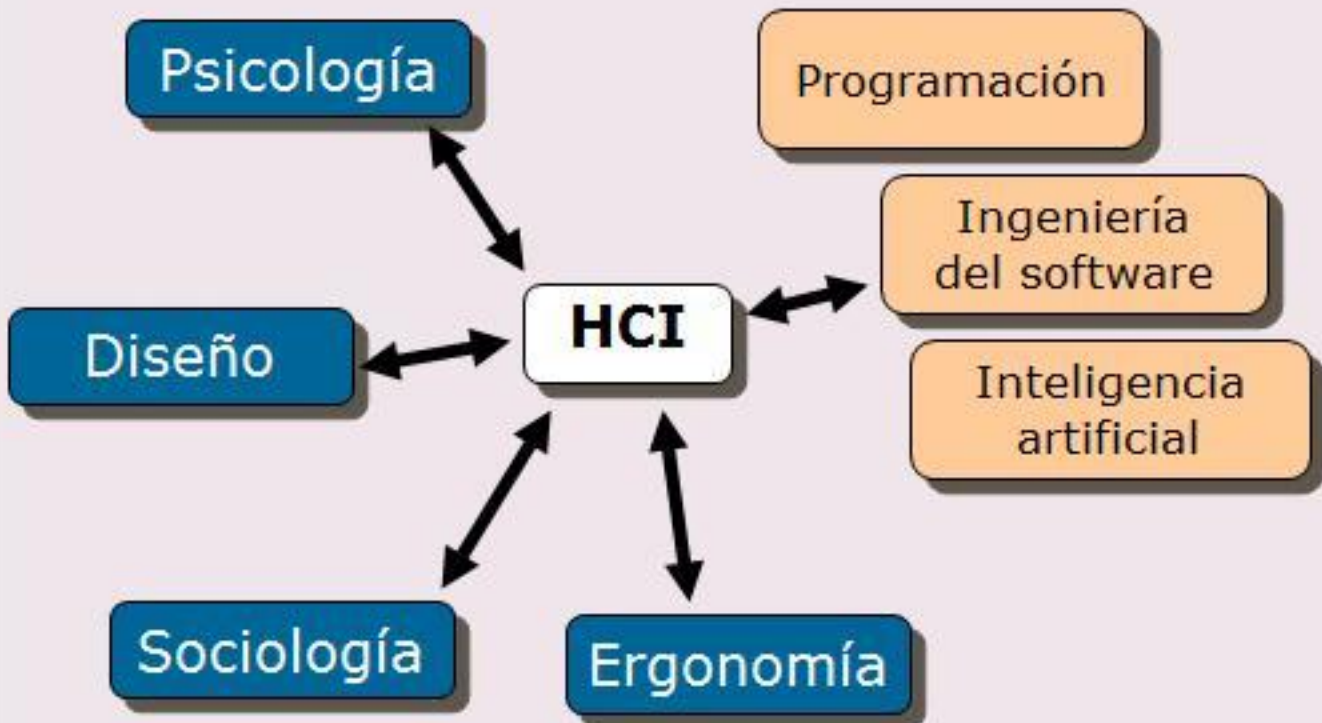 Psicología
Programación
Ingeniería
del software
HCI
Diseño
Inteligencia
artificial
Sociología
Ergonomía